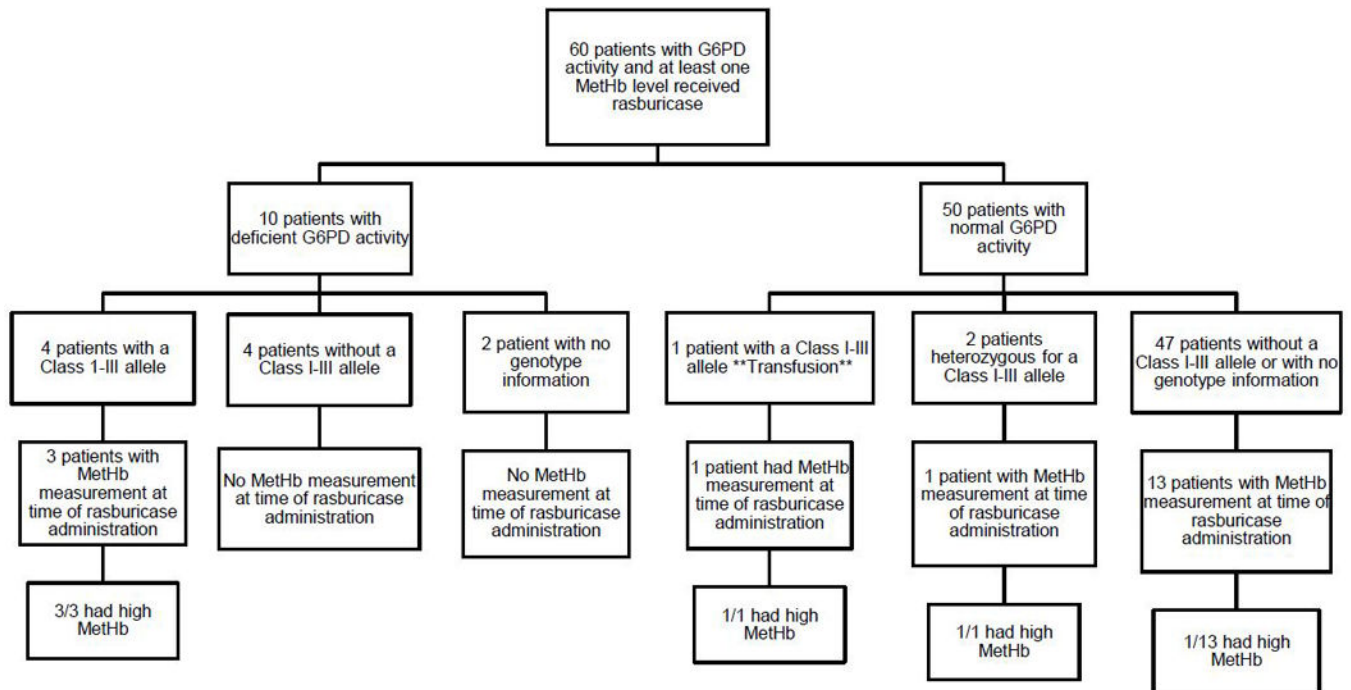 60 patients with G6PD
activity and at least one
MetHb level received
rasburicase
10 patients with
deficient G6PD activity
50 patients with
normal G6PD
activity
4 patients with a
Class 1-III allele
4 patients without a
Class I-III allele
2 patient with no
genotype
information
1 patient with a Class I-III
allele **Transfusion**
2 patients
heterozygous for a
Class I-III allele
47 patients without a
Class I-III allele or with no
genotype information
3 patients with
MetHb
measurement at
time of rasburicase
administration
No MetHb measurement
at time of rasburicase
administration
No MetHb
measurement at
time of rasburicase
administration
1 patient had MetHb
measurement at time
of rasburicase
administration
1 patient with MetHb
measurement at time
of rasburicase
administration
13 patients with MetHb
measurement at time of
rasburicase
administration
3/3 had high
MetHb
1/1 had high
MetHb
1/1 had high
MetHb
1/13 had high
MetHb